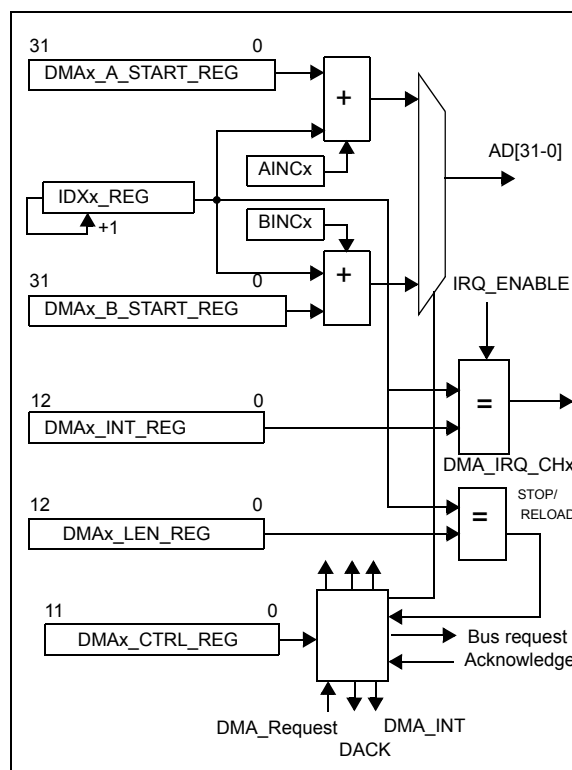 31 0
DMAx_A_START_REG
+
AD[31-0]
AINCx
IDXx_REG
+1
BINCx
31 0
+
DMAx_B_START_REG
IRQ_ENABLE
12 0
DMAx_INT_REG
=
DMA_IRQ_CHx
12 0
DMAx_LEN_REG
=
STOP/
RELOAD
11 0
DMAx_CTRL_REG
Bus request
Acknowledge
DMA_Request
DMA_INT
DACK